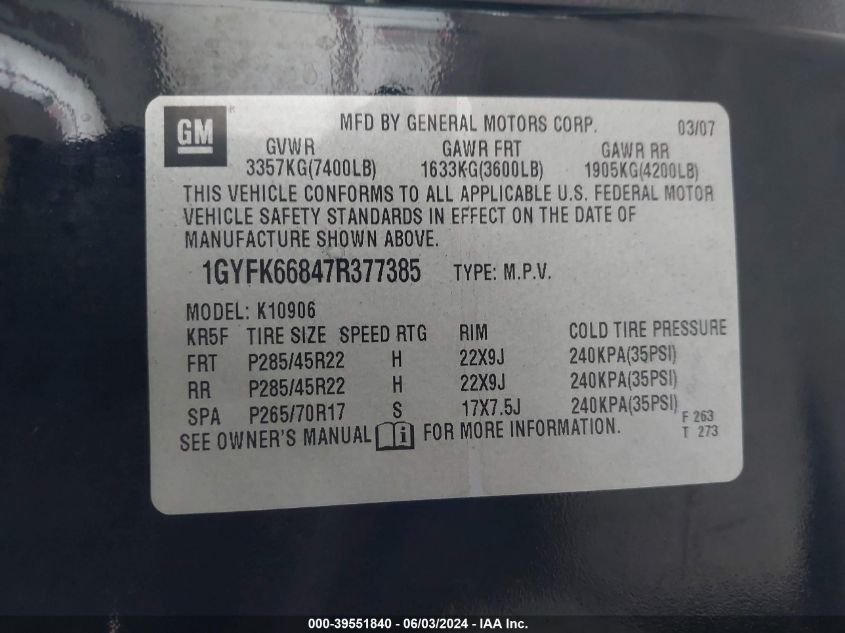 GM ®
MFD BY GENERAL MOTORS CORP. 03/07
GVWR GAWR FRT GAWR RR
3357KG(7400LB) 1633KG(3600LB) 1905KG(4200LB)
THIS VEHICLE CONFORMS TO ALL APPLICABLE U.S. FEDERAL MOTOR
VEHICLE SAFETY STANDARDS IN EFFECT ON THE DATE OF
MANUFACTURE SHOWN ABOVE.
1GYFK66847R377385 TYPE: M.P.V.
MODEL: K10906
KR5F TIRE SIZE SPEED RTG RIM COLD TIRE PRESSURE
FRT P285/45R22 H 22X9J 240KPA(35PSI)
RR P285/45R22 H 22X9J 240KPA(35PSI)
SPA P265/70R17 S 17X7.5J 240KPA(35PSI)
F 263
SEE OWNER'S MANUAL i FOR MORE INFORMATION. T 273
000-39551840 - 06/03/2024 - IAA Inc.